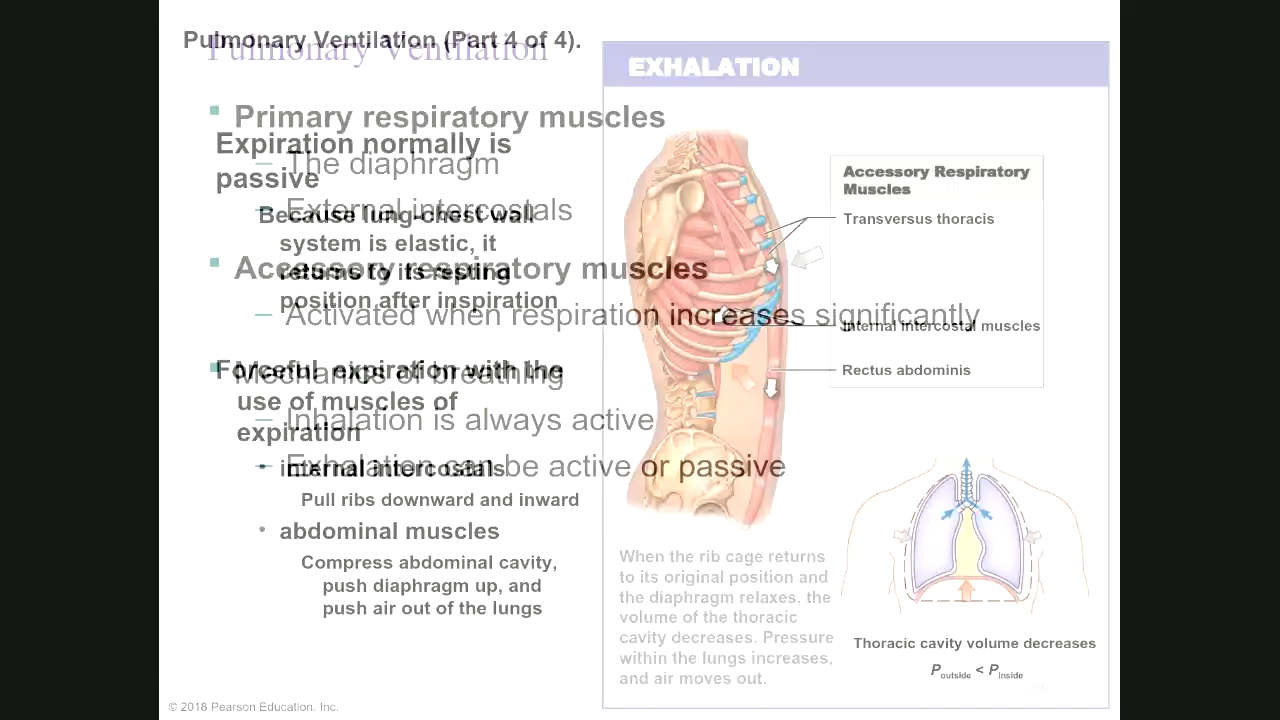 Pulmonary Ventilation (Part 4 of 4).
Pulmonary Ventilation
EXHALATION
Primary respiratory muscles
Expiration normally is
The diaphragm
passive
External intercostals
Because lung-chest wall
system is elastic, it
Accessory respiratory muscles
returns to its resting
position after inspiration
Activated when respiration increases significantly
Forceful expiration with the
Mechanics of breathing
use of muscles of
Inhalation is always active
expiration
Exhalation can be active or passive
• internal intercostals
Pull ribs downward and inward
• abdominal muscles
Compress abdominal cavity,
push diaphragm up, and
push air out of the lungs
Accessory Respiratory
Muscles
Transversus thoracis
Internal intercostal muscles
Rectus abdominis
When the rib cage returns
to its original position and
the diaphragm relaxes, the
volume of the thoracic
cavity decreases. Pressure
within the lungs increases,
and air moves out.
Thoracic cavity volume decreases
Poutside < Pinside
© 2018 Pearson Education, Inc.